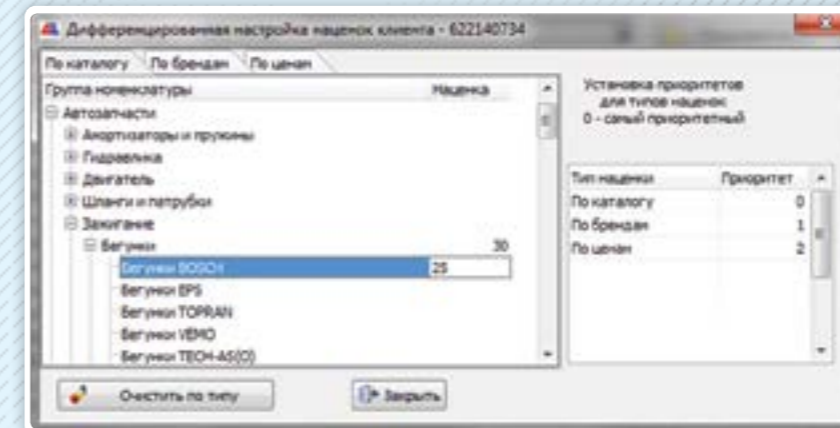 Дифференцированная настройка наценок клиента - 622140734
По каталогу По брендам По ценам
Группа номенклатуры Наценка
Автозапчасти
Амортизаторы и пружины
Гидравлика
Двигатель
Шланги и патрубки
Зажигание
Бегунки 30
Бегунки BOSCH 25
Бегунки EPS
Бегунки TOPRAN
Бегунки VEMO
Бегунки TECH-AS(O)
Очистить по типу Закрыть
Установка приоритетов
для типов наценок
0 - самый приоритетный
Тип наценки Приоритет
По каталогу 0
По брендам 1
По ценам 2